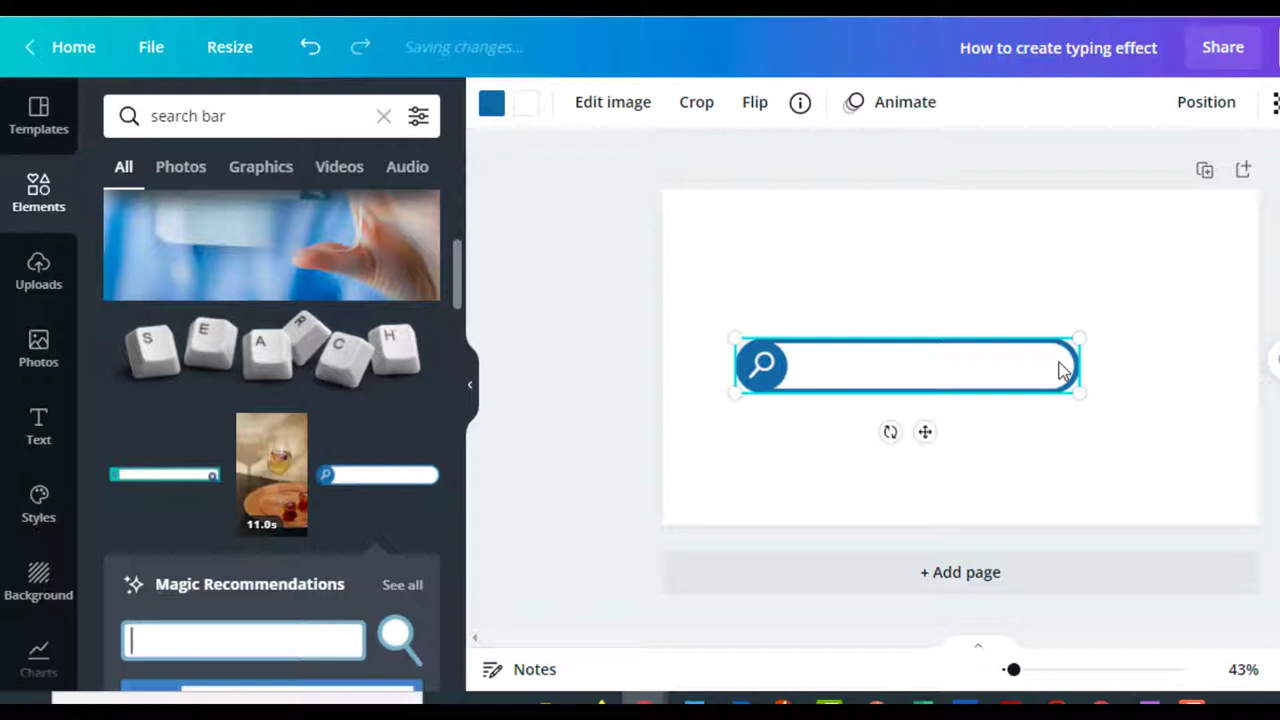 Home File Resize Saving changes... How to create typing effect Share
Templates
Elements
Uploads
Photos
Text
Styles
Background
Charts
search bar
All Photos Graphics Videos Audio
S E A R C H
11.0s
Magic Recommendations See all
Edit image Crop Flip Animate Position
+ Add page
Notes 43%